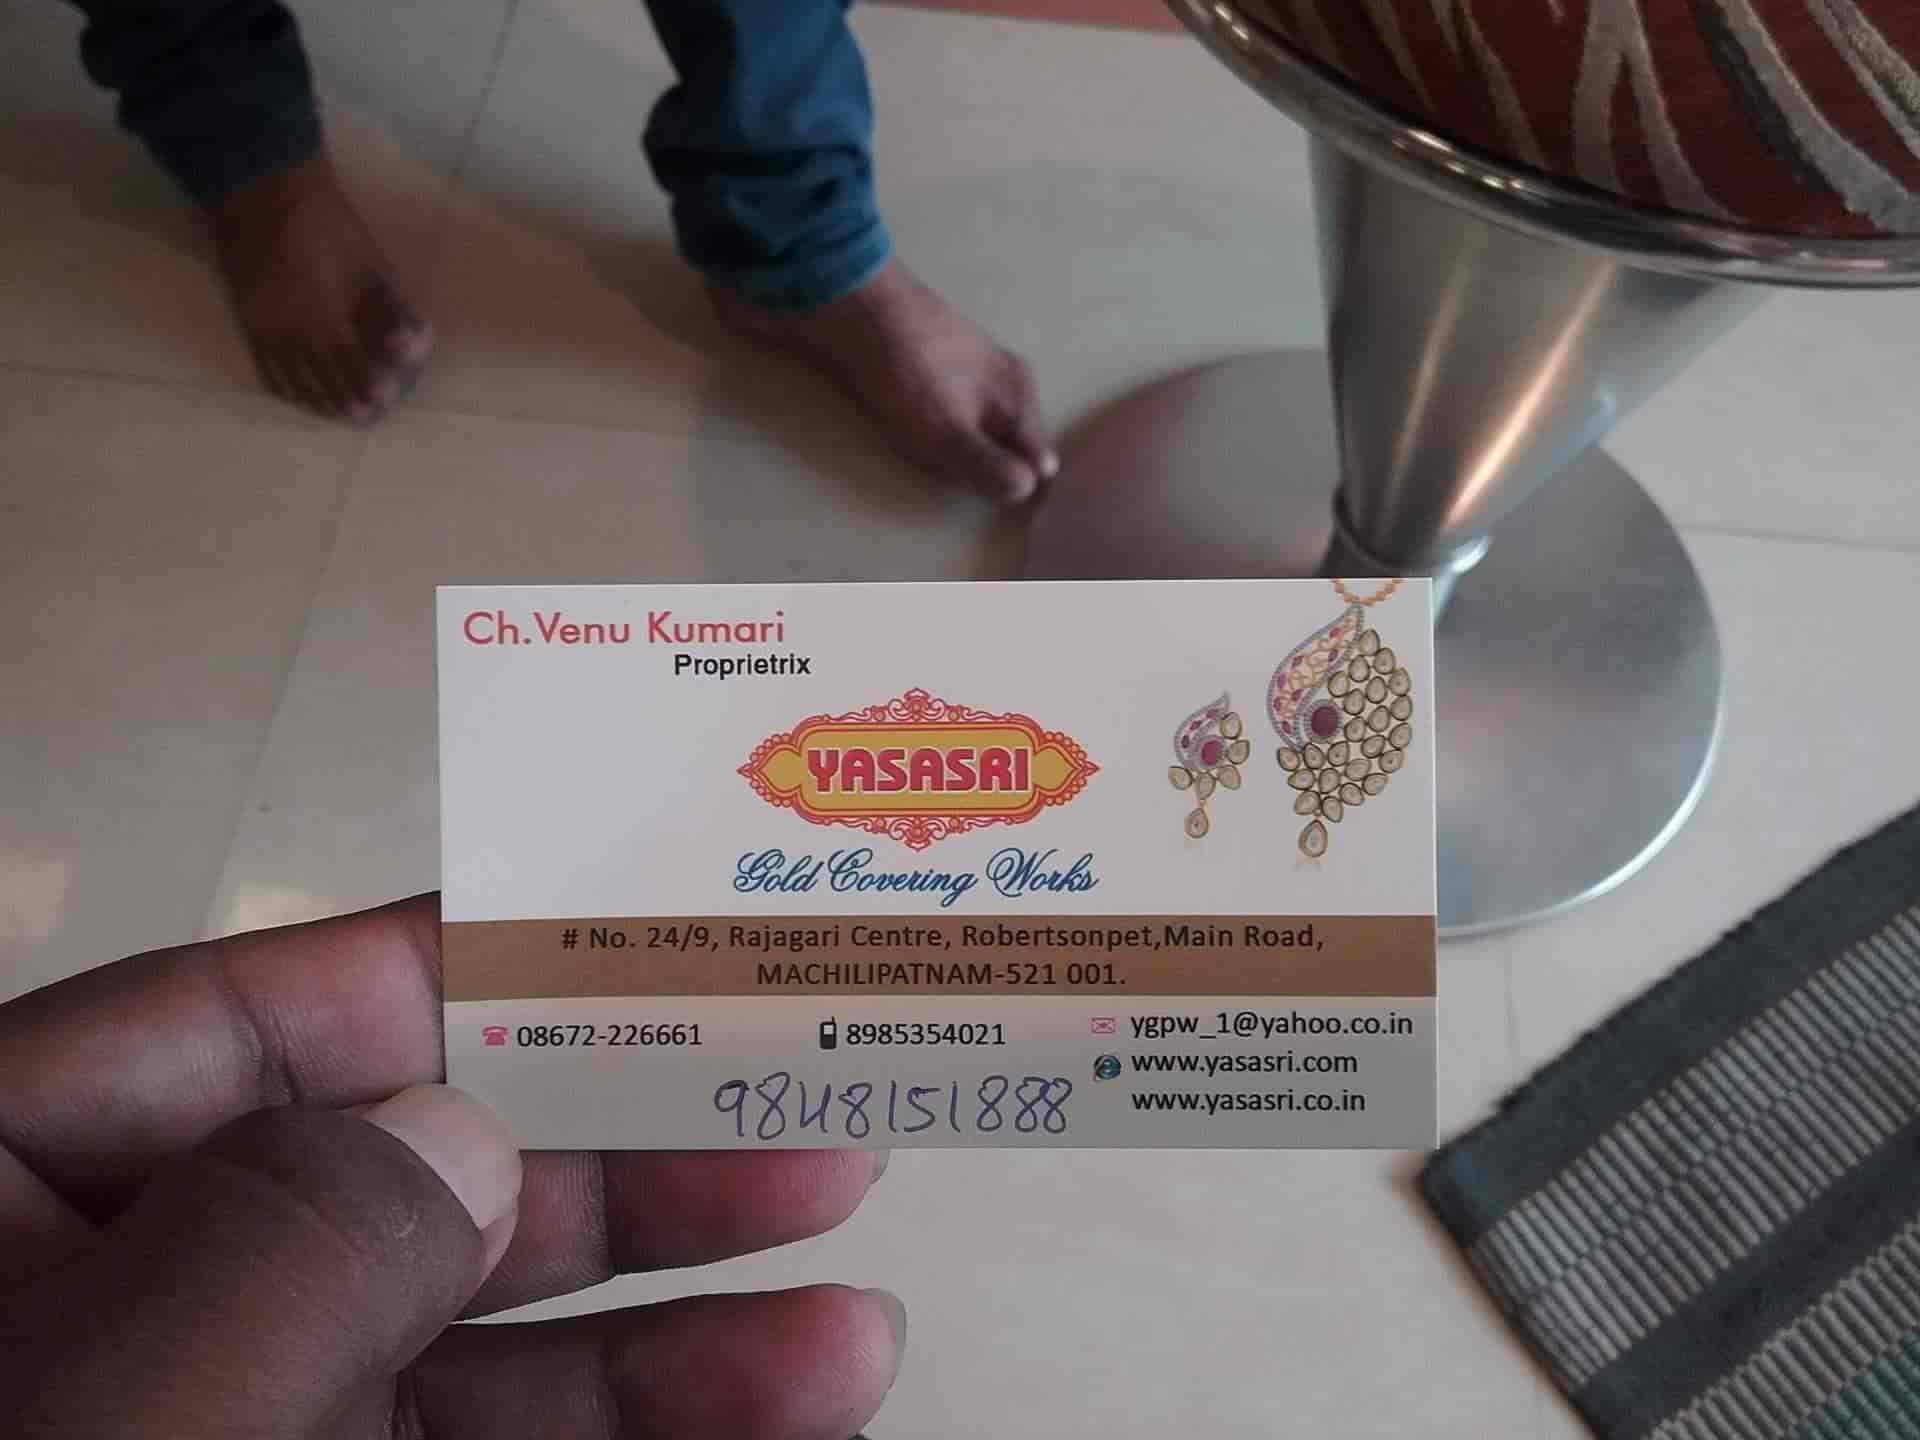 Ch.Venu Kumari
Proprietrix
YASASRI
Gold Covering Works
# No. 24/9, Rajagari Centre, Robertsonpet,Main Road,
MACHILIPATNAM-521 001.
08672-226661
8985354021
ygpw_1@yahoo.co.in
www.yasasri.com
www.yasasri.co.in
9848151888